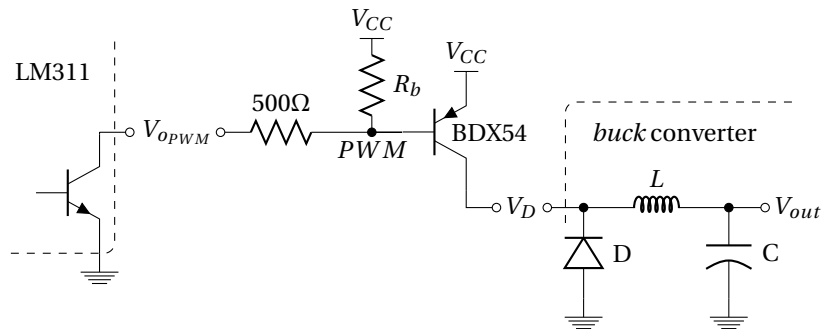 V_CC
V_CC
LM311
500Ω
R_b
V_oPWM
PWM
BDX54
buck converter
L
V_D
V_out
D
C